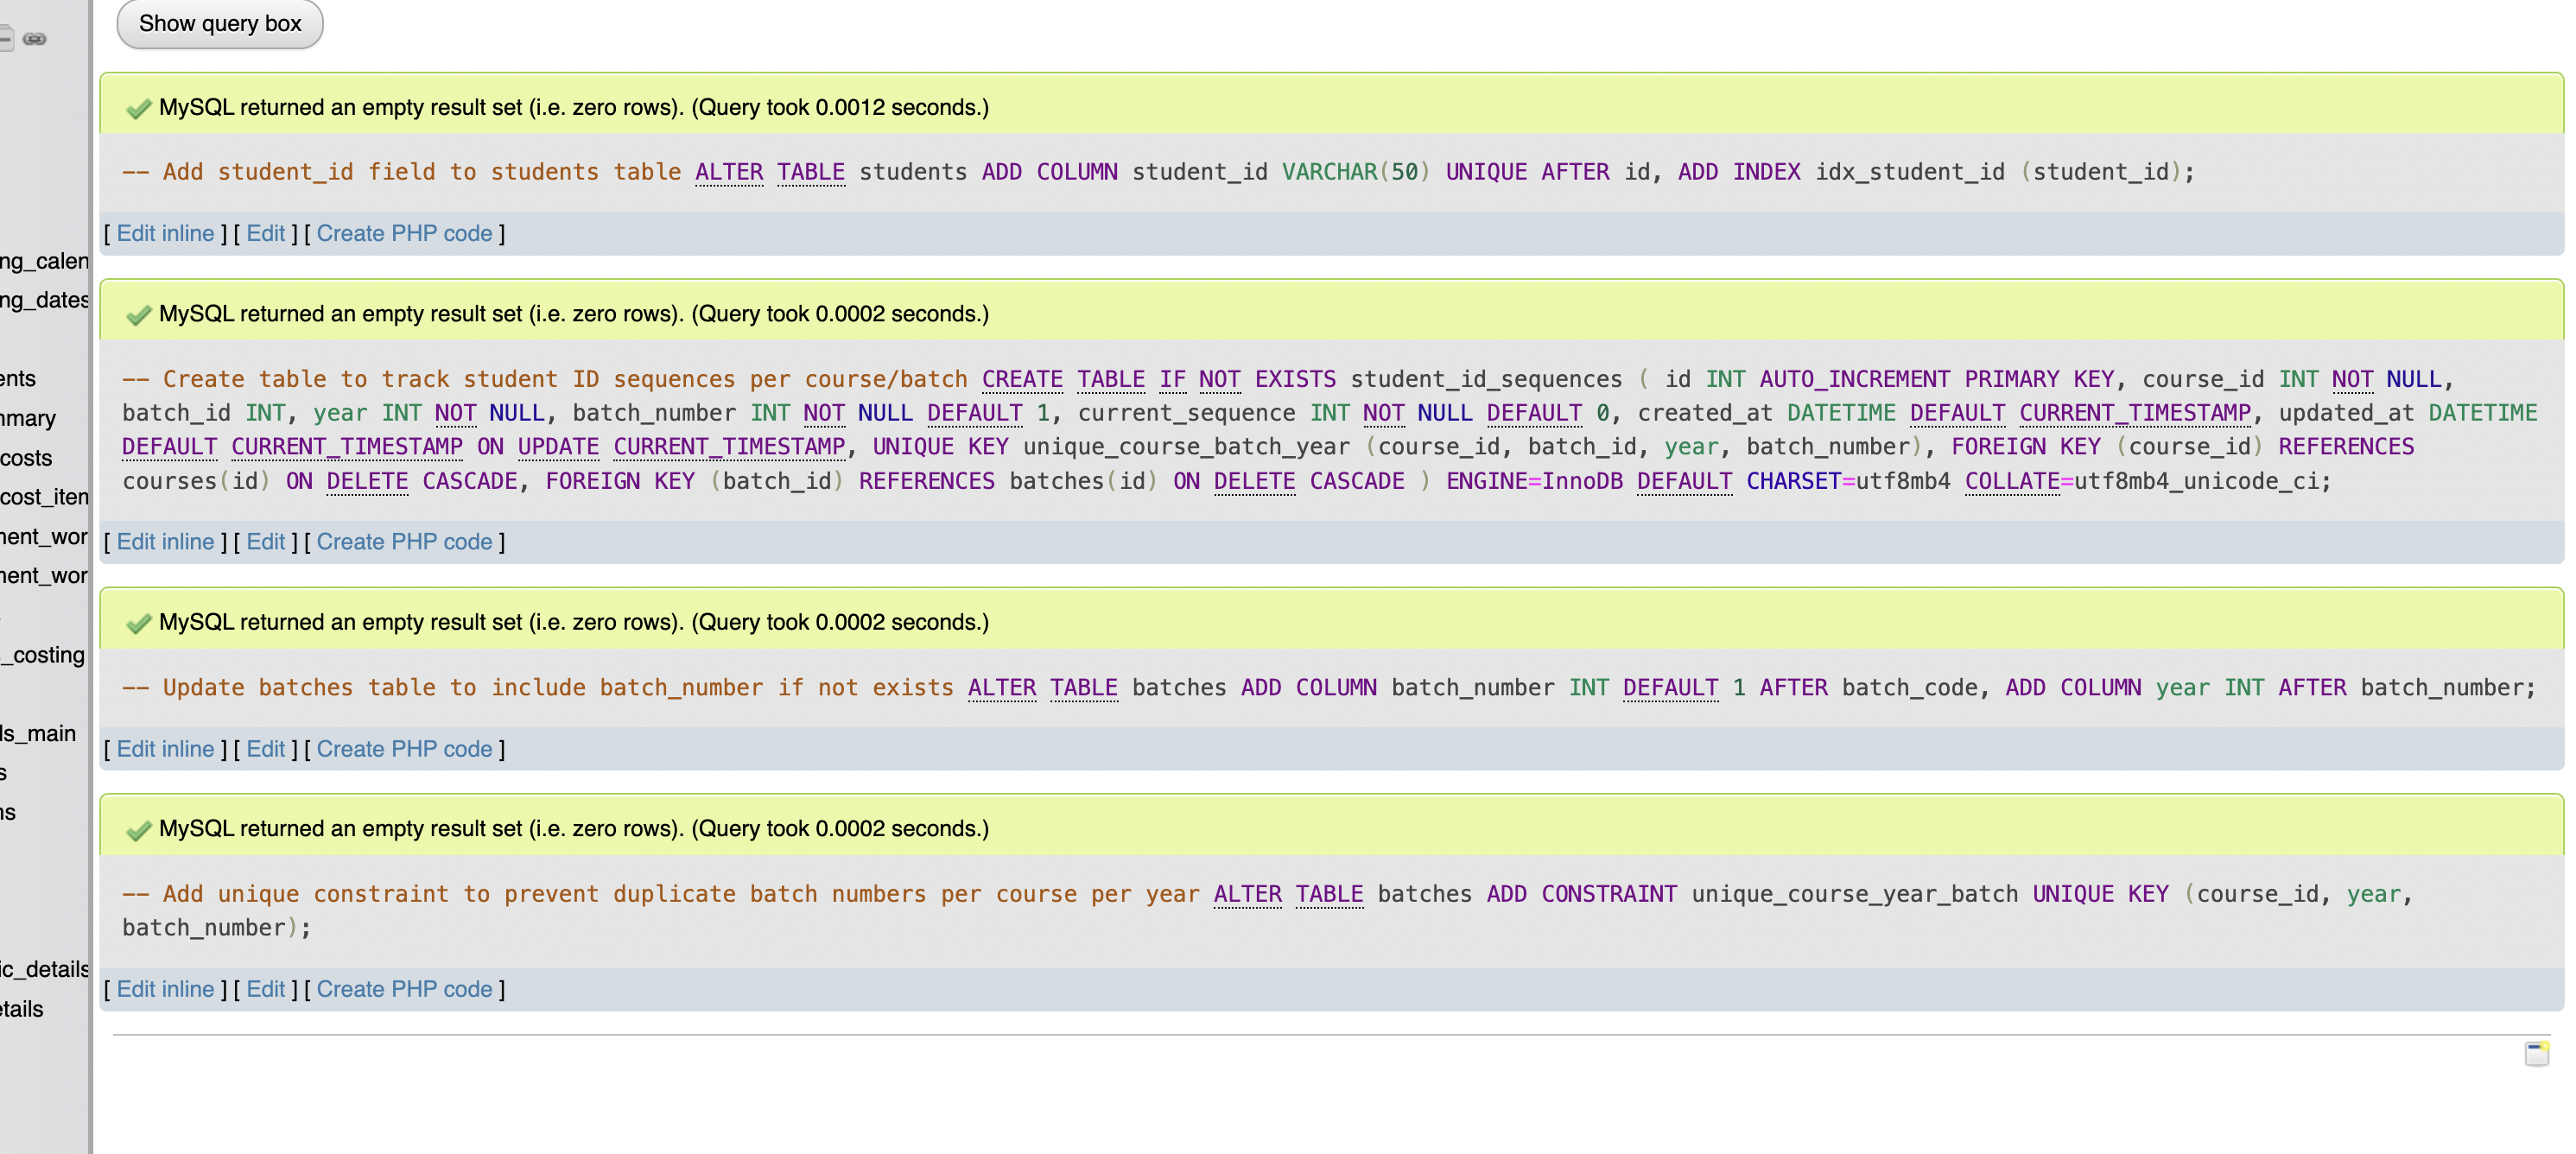 Show query box
MySQL returned an empty result set (i.e. zero rows). (Query took 0.0012 seconds.)
-- Add student_id field to students table ALTER TABLE students ADD COLUMN student_id VARCHAR(50) UNIQUE AFTER id, ADD INDEX idx_student_id (student_id);
[ Edit inline ] [ Edit ] [ Create PHP code ]
MySQL returned an empty result set (i.e. zero rows). (Query took 0.0002 seconds.)
-- Create table to track student ID sequences per course/batch CREATE TABLE IF NOT EXISTS student_id_sequences ( id INT AUTO_INCREMENT PRIMARY KEY, course_id INT NOT NULL,
batch_id INT, year INT NOT NULL, batch_number INT NOT NULL DEFAULT 1, current_sequence INT NOT NULL DEFAULT 0, created_at DATETIME DEFAULT CURRENT_TIMESTAMP, updated_at DATETIME
DEFAULT CURRENT_TIMESTAMP ON UPDATE CURRENT_TIMESTAMP, UNIQUE KEY unique_course_batch_year (course_id, batch_id, year, batch_number), FOREIGN KEY (course_id) REFERENCES
courses(id) ON DELETE CASCADE, FOREIGN KEY (batch_id) REFERENCES batches(id) ON DELETE CASCADE ) ENGINE=InnoDB DEFAULT CHARSET=utf8mb4 COLLATE=utf8mb4_unicode_ci;
[ Edit inline ] [ Edit ] [ Create PHP code ]
MySQL returned an empty result set (i.e. zero rows). (Query took 0.0002 seconds.)
-- Update batches table to include batch_number if not exists ALTER TABLE batches ADD COLUMN batch_number INT DEFAULT 1 AFTER batch_code, ADD COLUMN year INT AFTER batch_number;
[ Edit inline ] [ Edit ] [ Create PHP code ]
MySQL returned an empty result set (i.e. zero rows). (Query took 0.0002 seconds.)
-- Add unique constraint to prevent duplicate batch numbers per course per year ALTER TABLE batches ADD CONSTRAINT unique_course_year_batch UNIQUE KEY (course_id, year,
batch_number);
[ Edit inline ] [ Edit ] [ Create PHP code ]
ng_calen
ng_dates
ents
mmary
costs
cost_item
nent_wor
nent_wor
_costing
ls_main
s
ns
ic_details
etails